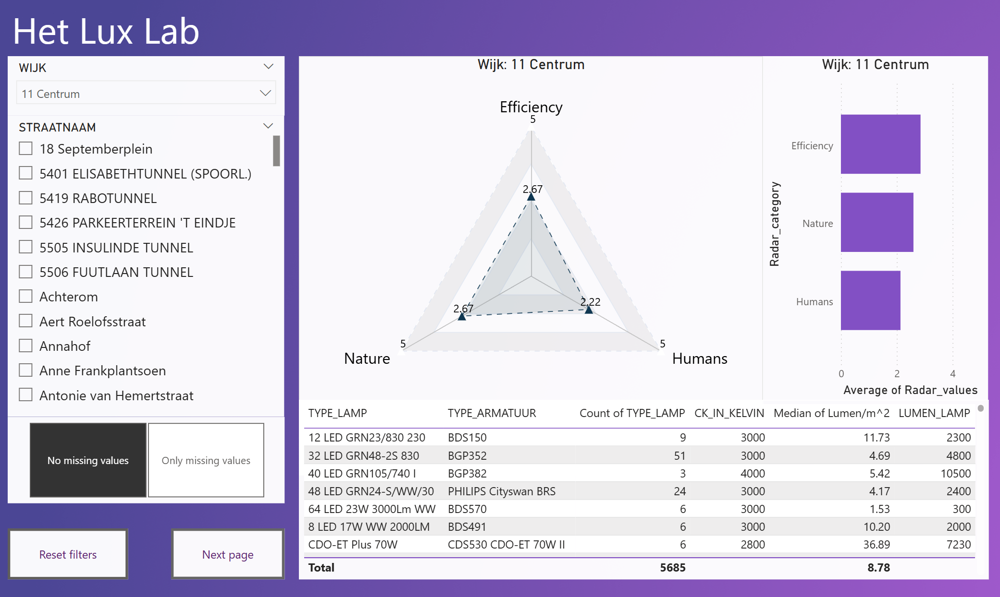 Het Lux Lab
WIJK
11 Centrum
STRAATNAAM
18 Septemberplein
5401 ELISABETHTUNNEL (SPOORL.)
5419 RABOTUNNEL
5426 PARKEERTERREIN 'T EINDJE
5505 INSULINDE TUNNEL
5506 FUUTLAAN TUNNEL
Achterom
Aert Roelofsstraat
Annahof
Anne Frankplantsoen
Antonie van Hemertstraat
No missing values
Only missing values
Reset filters
Next page
Wijk: 11 Centrum
Efficiency
5
2.67
2.67
2.22
5
5
Nature
Humans
Wijk: 11 Centrum
Radar_category
Efficiency
Nature
Humans
0 2 4
Average of Radar_values
TYPE_LAMP TYPE_ARMATUUR Count of TYPE_LAMP CK_IN_KELVIN Median of Lumen/m^2 LUMEN_LAMP
12 LED GRN23/830 230 BDS150 9 3000 11.73 2300
32 LED GRN48-2S 830 BGP352 51 3000 4.69 4800
40 LED GRN105/740 I BGP382 3 4000 5.42 10500
48 LED GRN24-S/WW/30 PHILIPS Cityswan BRS 24 3000 4.17 2400
64 LED 23W 3000Lm WW BDS570 6 3000 1.53 300
8 LED 17W WW 2000LM BDS491 6 3000 10.20 2000
CDO-ET Plus 70W CDS530 CDO-ET 70W II 6 2800 36.89 7230
Total 5685 8.78